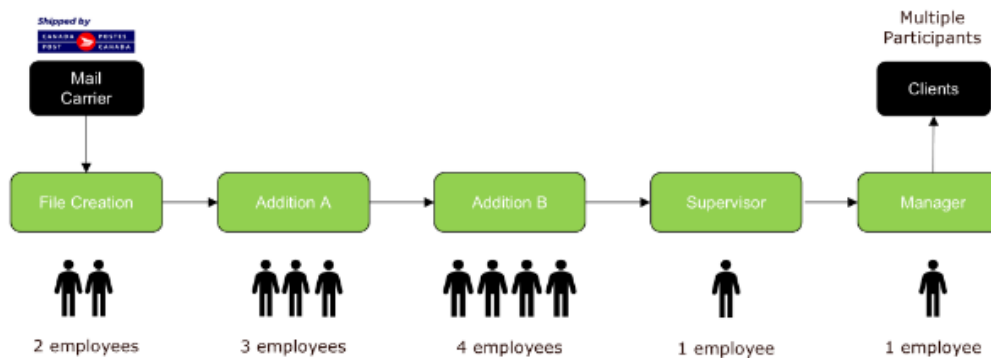 Shipped by
CANADA POSTES
POST CANADA
Mail
Carrier
Multiple
Participants
Clients
File Creation
Addition A
Addition B
Supervisor
Manager
2 employees
3 employees
4 employees
1 employee
1 employee